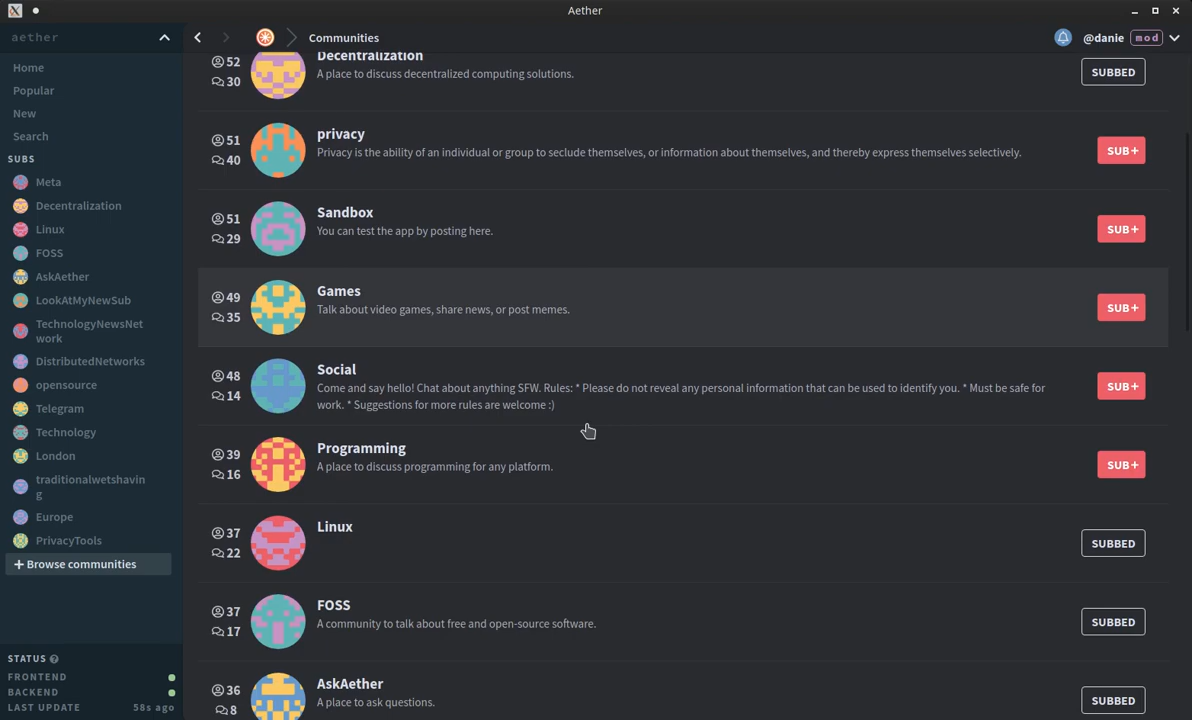 Aether
aether
Communities
@danie mod
Home
Popular
New
Search
SUBS
Meta
Decentralization
Linux
FOSS
AskAether
LookAtMyNewSub
TechnologyNewsNet
work
DistributedNetworks
opensource
Telegram
Technology
London
traditionalwetshavin
g
Europe
PrivacyTools
+ Browse communities
STATUS
FRONTEND
BACKEND
LAST UPDATE 58s ago
52
30
Decentralization
A place to discuss decentralized computing solutions.
SUBBED
51
40
privacy
Privacy is the ability of an individual or group to seclude themselves, or information about themselves, and thereby express themselves selectively.
SUB+
51
29
Sandbox
You can test the app by posting here.
SUB+
49
35
Games
Talk about video games, share news, or post memes.
SUB+
48
14
Social
Come and say hello! Chat about anything SFW. Rules: * Please do not reveal any personal information that can be used to identify you. * Must be safe for
work. * Suggestions for more rules are welcome :)
SUB+
39
16
Programming
A place to discuss programming for any platform.
SUB+
37
22
Linux
SUBBED
37
17
FOSS
A community to talk about free and open-source software.
SUBBED
36
8
AskAether
A place to ask questions.
SUBBED